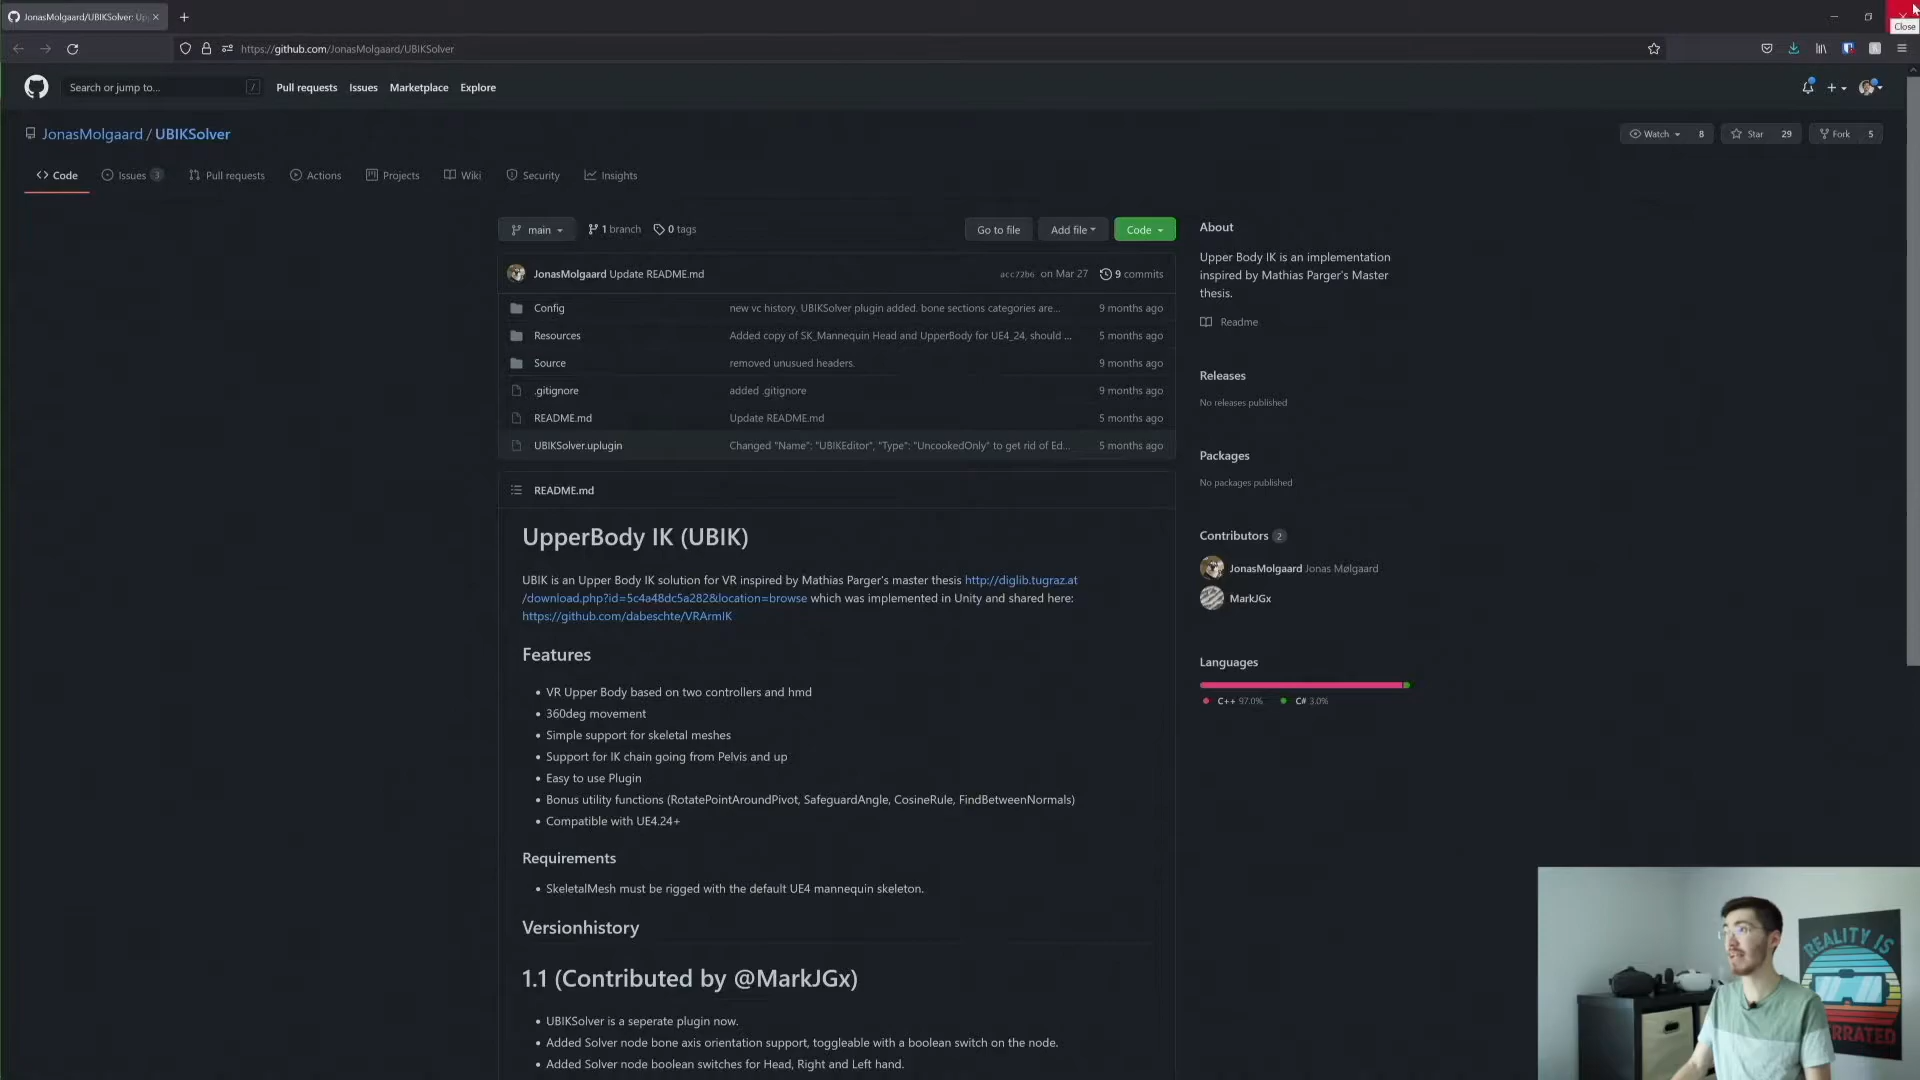 JonasMolgaard/UBIKSolver: Up
Close
https://github.com/JonasMolgaard/UBIKSolver
Search or jump to... /
Pull requests Issues Marketplace Explore
JonasMolgaard / UBIKSolver
Watch 8 Star 29 Fork 5
Code Issues 3 Pull requests Actions Projects Wiki Security Insights
main 1 branch 0 tags Go to file Add file Code
JonasMolgaard Update README.md acc72b6 on Mar 27 9 commits
Config new vc history. UBIKSolver plugin added. bone sections categories are... 9 months ago
Resources Added copy of SK_Mannequin Head and UpperBody for UE4_24, should ... 5 months ago
Source removed unusued headers. 9 months ago
.gitignore added .gitignore 9 months ago
README.md Update README.md 5 months ago
UBIKSolver.uplugin Changed "Name": "UBIKEditor", "Type": "UncookedOnly" to get rid of Ed... 5 months ago
README.md
UpperBody IK (UBIK)
UBIK is an Upper Body IK solution for VR inspired by Mathias Parger's master thesis http://diglib.tugraz.at
/download.php?id=5c4a48dc5a282&location=browse which was implemented in Unity and shared here:
https://github.com/dabeschte/VRArmIK
Features
• VR Upper Body based on two controllers and hmd
• 360deg movement
• Simple support for skeletal meshes
• Support for IK chain going from Pelvis and up
• Easy to use Plugin
• Bonus utility functions (RotatePointAroundPivot, SafeguardAngle, CosineRule, FindBetweenNormals)
• Compatible with UE4.24+
Requirements
• SkeletalMesh must be rigged with the default UE4 mannequin skeleton.
Versionhistory
1.1 (Contributed by @MarkJGx)
• UBIKSolver is a seperate plugin now.
• Added Solver node bone axis orientation support, toggleable with a boolean switch on the node.
• Added Solver node boolean switches for Head, Right and Left hand.
About
Upper Body IK is an implementation
inspired by Mathias Parger's Master
thesis.
Readme
Releases
No releases published
Packages
No packages published
Contributors 2
JonasMolgaard Jonas Mølgaard
MarkJGx
Languages
C++ 97.0% C# 3.0%
REALITY IS